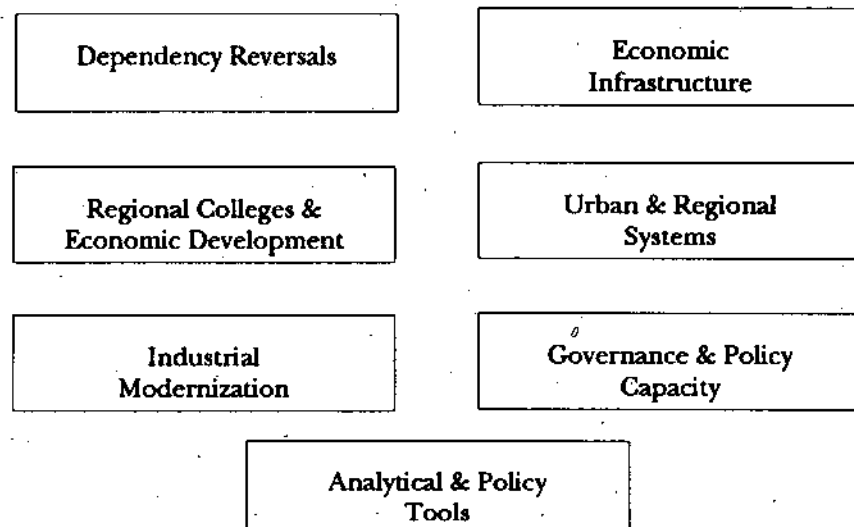 Dependency Reversals
Economic
Infrastructure
Regional Colleges &
Economic Development
Urban & Regional
Systems
Industrial
Modernization
Governance & Policy
Capacity
Analytical & Policy
Tools